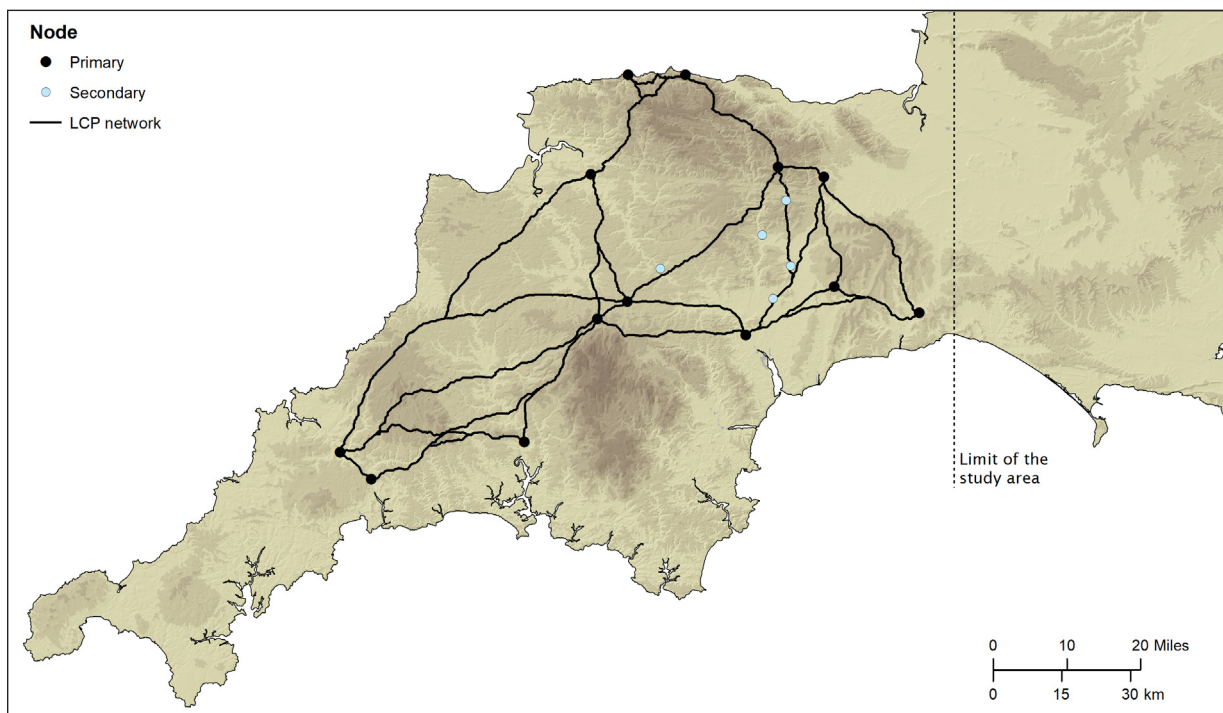 Node
Primary
Secondary
LCP network
Limit of the
study area
0 10 20 Miles
0 15 30 km